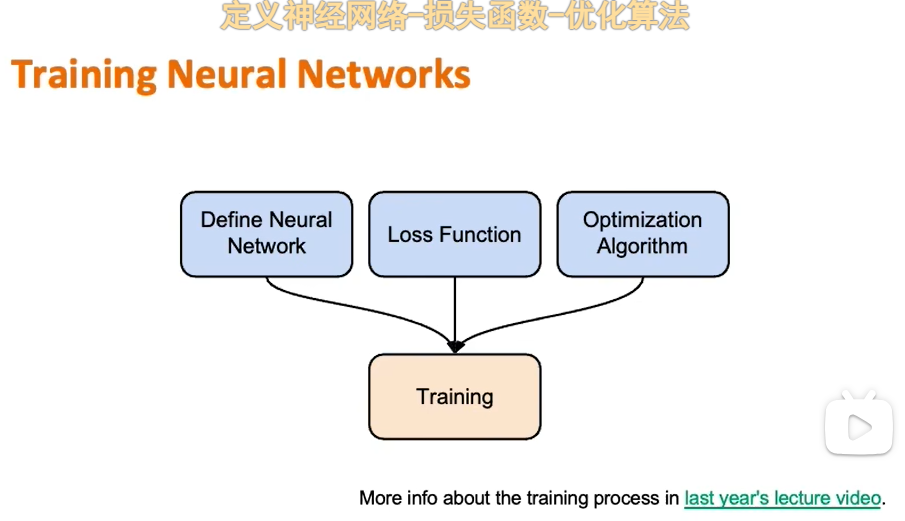 定义神经网络-损失函数-优化算法
Training Neural Networks
Define Neural
Network
Loss Function
Optimization
Algorithm
Training
More info about the training process in last year's lecture video.